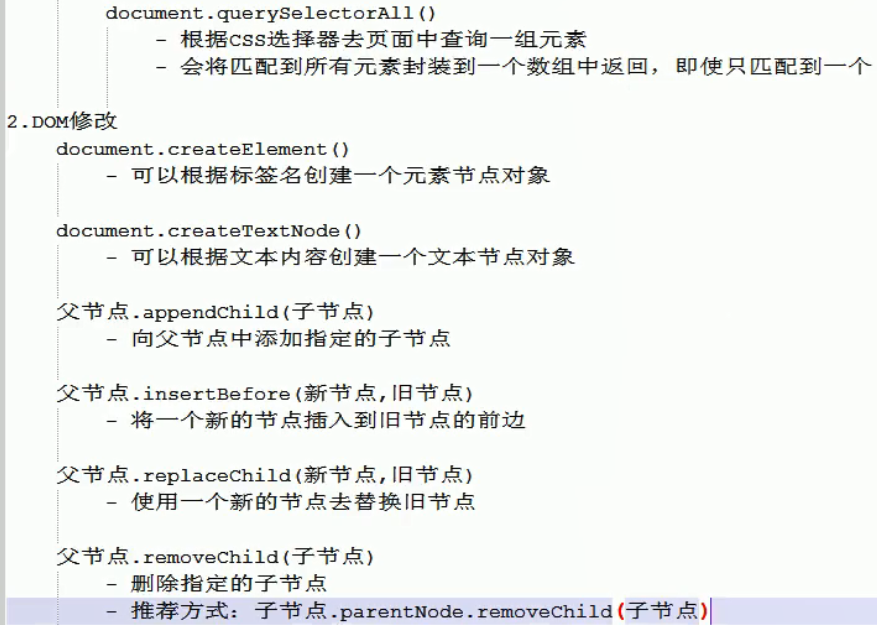 document.querySelectorAll()
- 根据CSS选择器去页面中查询一组元素
- 会将匹配到所有元素封装到一个数组中返回，即使只匹配到一个
2.DOM修改
document.createElement()
- 可以根据标签名创建一个元素节点对象
document.createTextNode()
- 可以根据文本内容创建一个文本节点对象
父节点.appendChild(子节点)
- 向父节点中添加指定的子节点
父节点.insertBefore(新节点,旧节点)
- 将一个新的节点插入到旧节点的前边
父节点.replaceChild(新节点,旧节点)
- 使用一个新的节点去替换旧节点
父节点.removeChild(子节点)
- 删除指定的子节点
- 推荐方式：子节点.parentNode.removeChild(子节点)